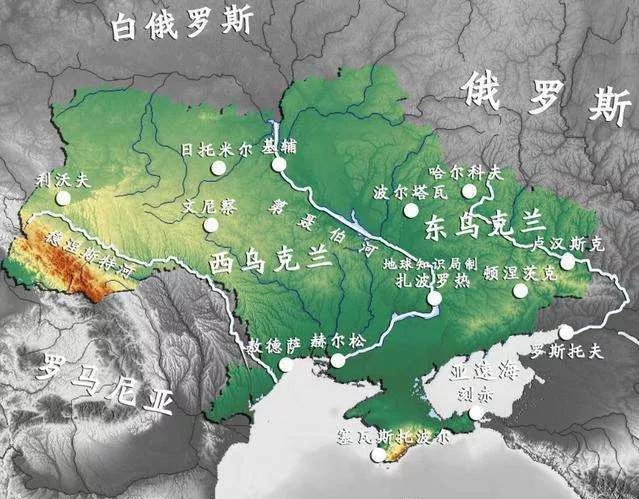 白俄罗斯
俄罗斯
日托米尔
基辅
哈尔科夫
利沃夫
波尔塔瓦
文尼察
第聂伯河
东乌克兰
卢汉斯克
德涅斯特河
西乌克兰
地球知识局制
扎波罗热
顿涅茨克
敖德萨
赫尔松
罗斯托夫
罗马尼亚
亚速海
刻赤
塞瓦斯托波尔